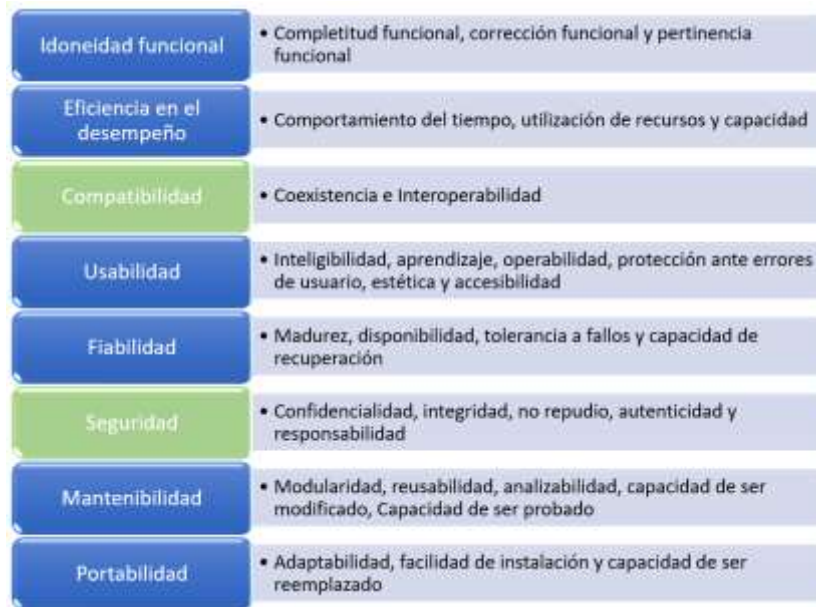 Idoneidad funcional
• Completitud funcional, corrección funcional y pertinencia
funcional
Eficiencia en el
desempeño
• Comportamiento del tiempo, utilización de recursos y capacidad
Compatibilidad
• Coexistencia e Interoperabilidad
Usabilidad
• Inteligibilidad, aprendizaje, operabilidad, protección ante errores
de usuario, estética y accesibilidad
Fiabilidad
• Madurez, disponibilidad, tolerancia a fallos y capacidad de
recuperación
Seguridad
• Confidencialidad, integridad, no repudio, autenticidad y
responsabilidad
Mantenibilidad
• Modularidad, reusabilidad, analizabilidad, capacidad de ser
modificado, Capacidad de ser probado
Portabilidad
• Adaptabilidad, facilidad de instalación y capacidad de ser
reemplazado